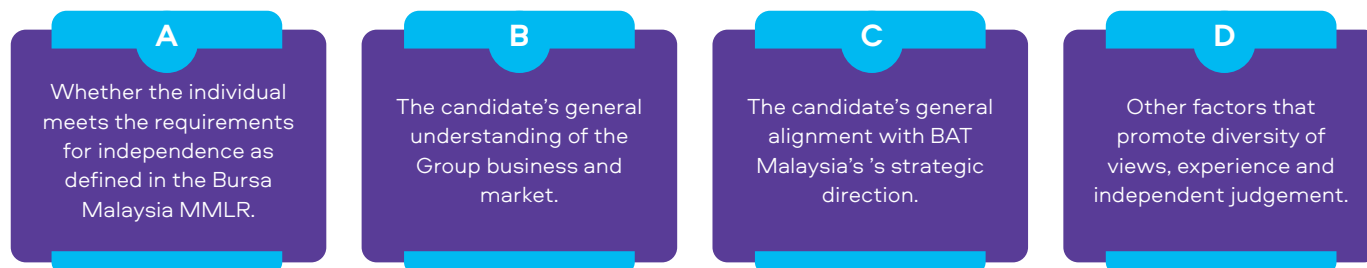 A
Whether the individual
meets the requirements
for independence as
defined in the Bursa
Malaysia MMLR.
B
The candidate’s general
understanding of the
Group business and
market.
C
The candidate’s general
alignment with BAT
Malaysia’s ’s strategic
direction.
D
Other factors that
promote diversity of
views, experience and
independent judgement.